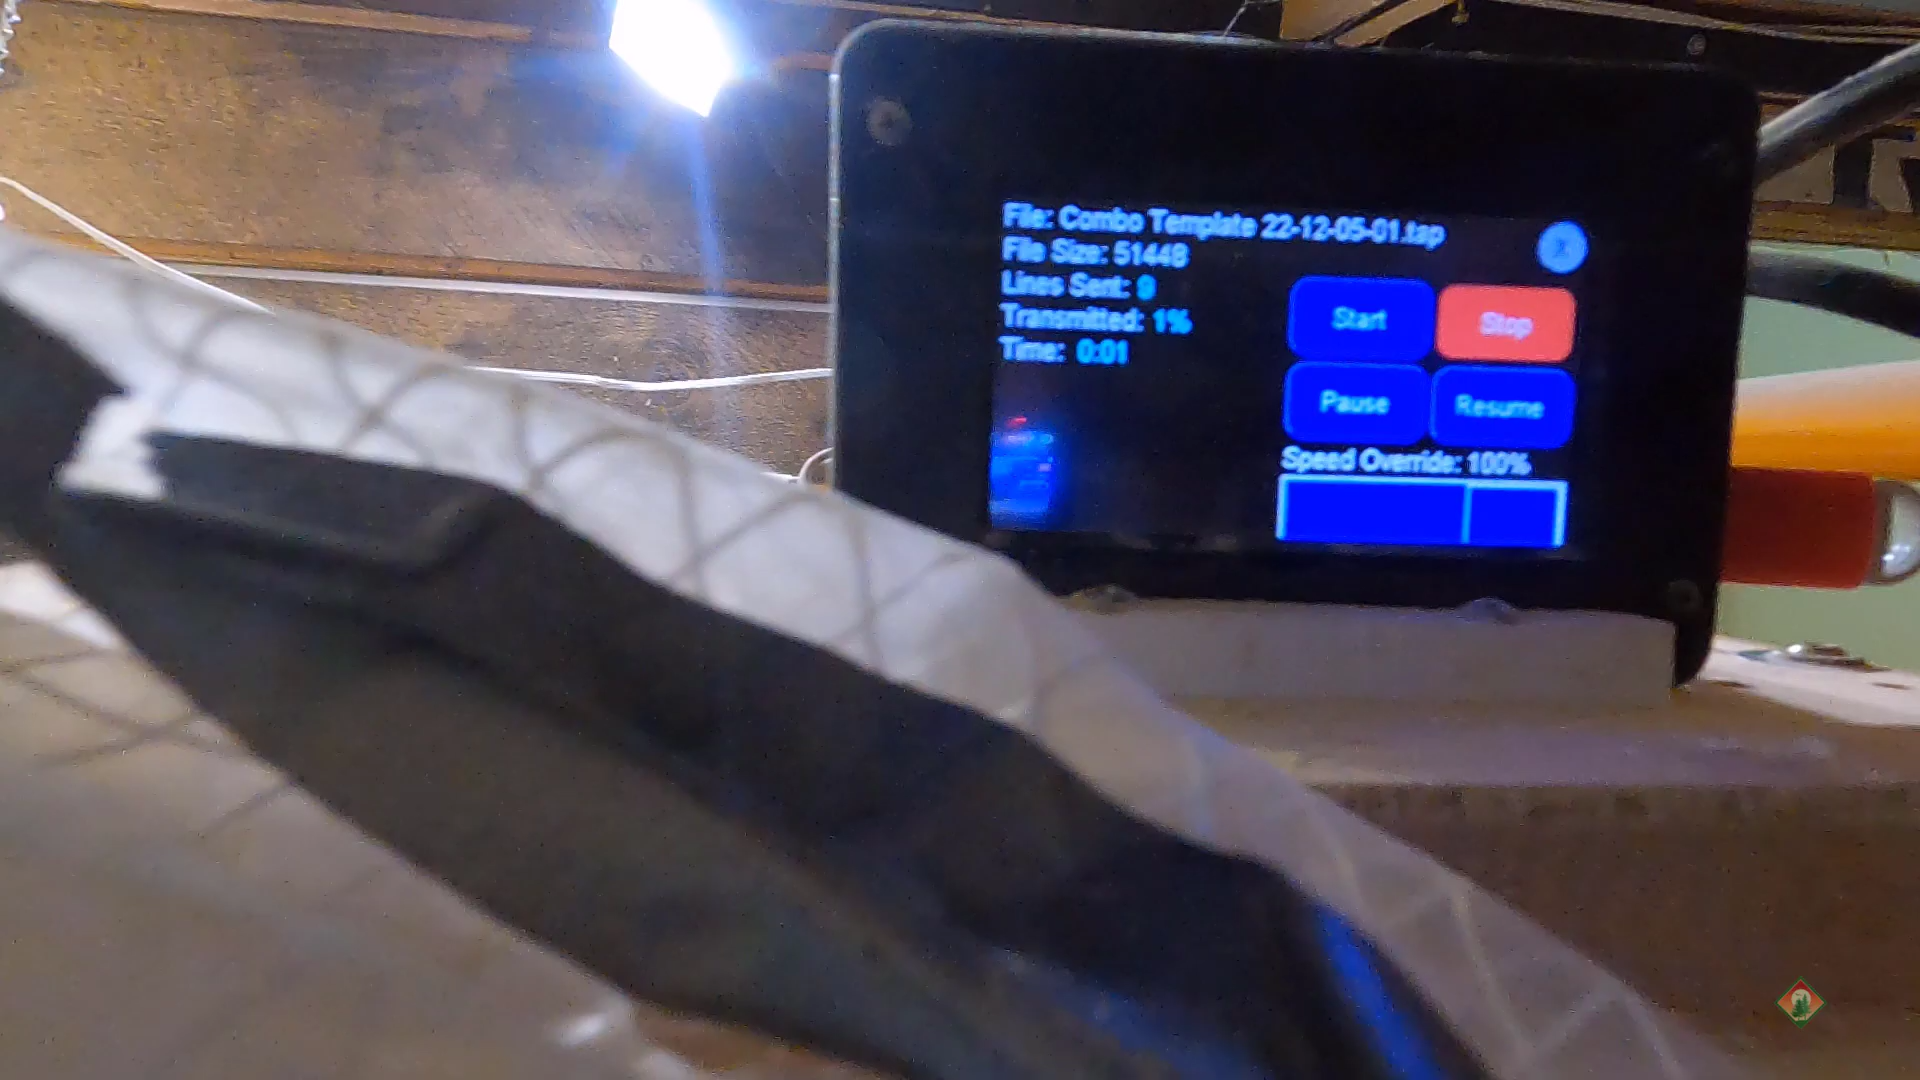 File: Combo Template 22-12-05-01.tap
File Size: 5144B
Lines Sent: 9
Transmitted: 1%
Time: 0:01
Start
Stop
Pause
Resume
Speed Override: 100%